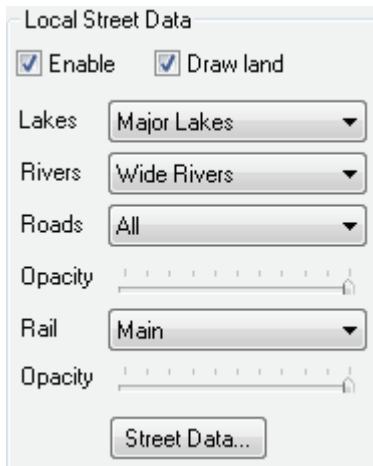 Local Street Data
Enable Draw land
Lakes Major Lakes
Rivers Wide Rivers
Roads All
Opacity
Rail Main
Opacity
Street Data...